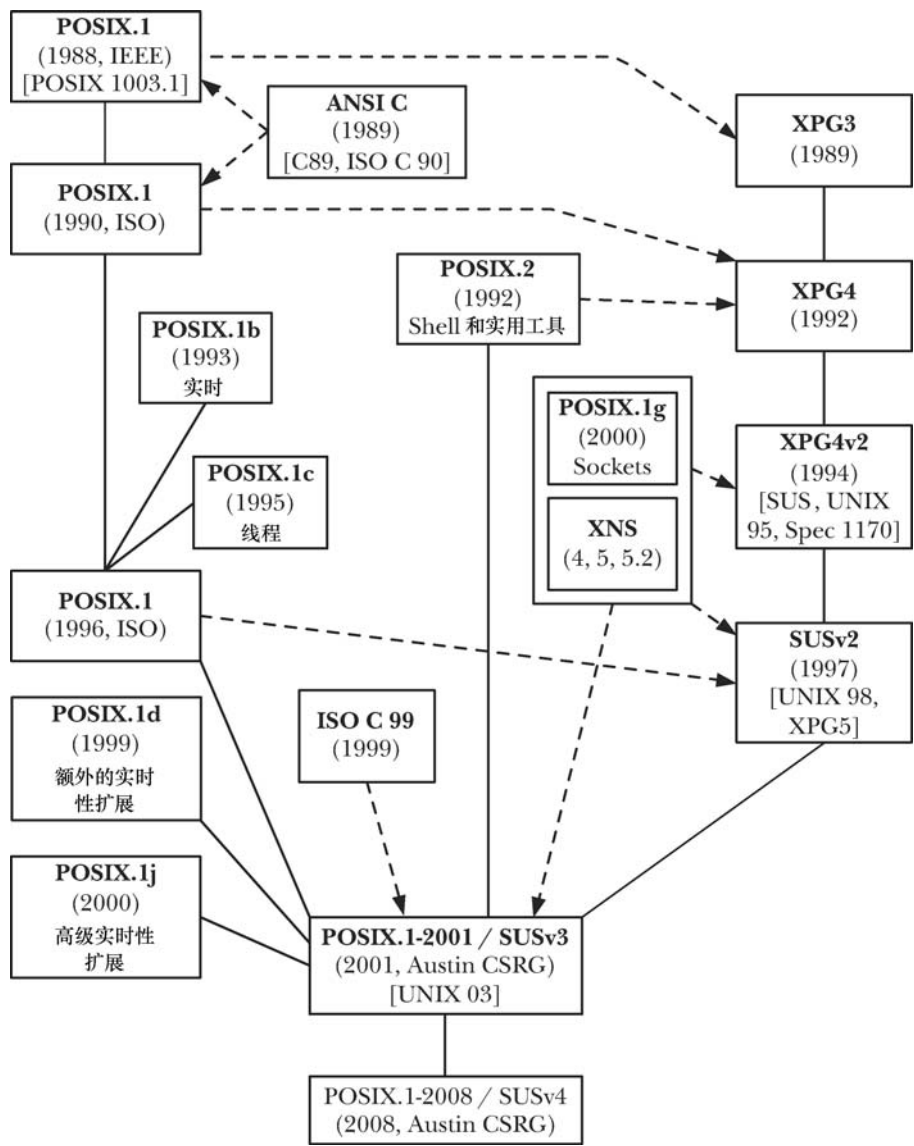 POSIX.1
(1988, IEEE)
[POSIX 1003.1]
ANSI C
(1989)
[C89, ISO C 90]
XPG3
(1989)
POSIX.1
(1990, ISO)
POSIX.2
(1992)
Shell 和实用工具
XPG4
(1992)
POSIX.1b
(1993)
实时
POSIX.1g
(2000)
Sockets
XPG4v2
(1994)
[SUS, UNIX
95, Spec 1170]
POSIX.1c
(1995)
线程
XNS
(4, 5, 5.2)
POSIX.1
(1996, ISO)
SUSv2
(1997)
[UNIX 98,
XPG5]
POSIX.1d
(1999)
额外的实时
性扩展
ISO C 99
(1999)
POSIX.1j
(2000)
高级实时性
扩展
POSIX.1-2001 / SUSv3
(2001, Austin CSRG)
[UNIX 03]
POSIX.1-2008 / SUSv4
(2008, Austin CSRG)